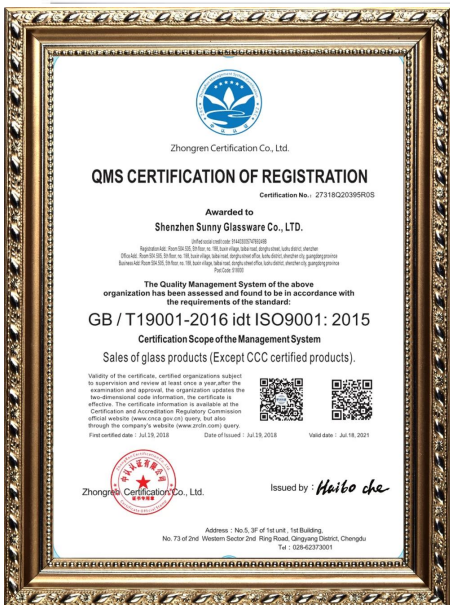 Zhongren Certification Co., Ltd.
QMS CERTIFICATION OF REGISTRATION
Certification No.: 27318Q20395R0S
Awarded to
Shenzhen Sunny Glassware Co., LTD.
Post Code: 518000
The Quality Management System of the above
organization has been assessed and found to be in accordance with
the requirements of the standard:
GB / T19001-2016 idt ISO9001: 2015
Certification Scope of the Management System
Sales of glass products (Except CCC certified products).
Validity of the certificate, certified organizations subject
to supervision and review at least once a year,after the
examination and approval, the organization updates the
two-dimensional code information, the certificate is
effective. The certificate information is available at the
Certification and Accreditation Regulatory Commission
official website (www.cnca.gov.cn) query, but also
through the company's website (www.zrcln.com) query.
First certified date : Jul.19, 2018 Date of Issued : Jul.19, 2018 Valid date : Jul.18, 2021
Zhongren Certification Co., Ltd.
Issued by : Haibo che
Address : No.5, 3F of 1st unit , 1st Building,
No. 73 of 2nd Western Sector 2nd Ring Road, Qingyang District, Chengdu
Tel : 028-62373001